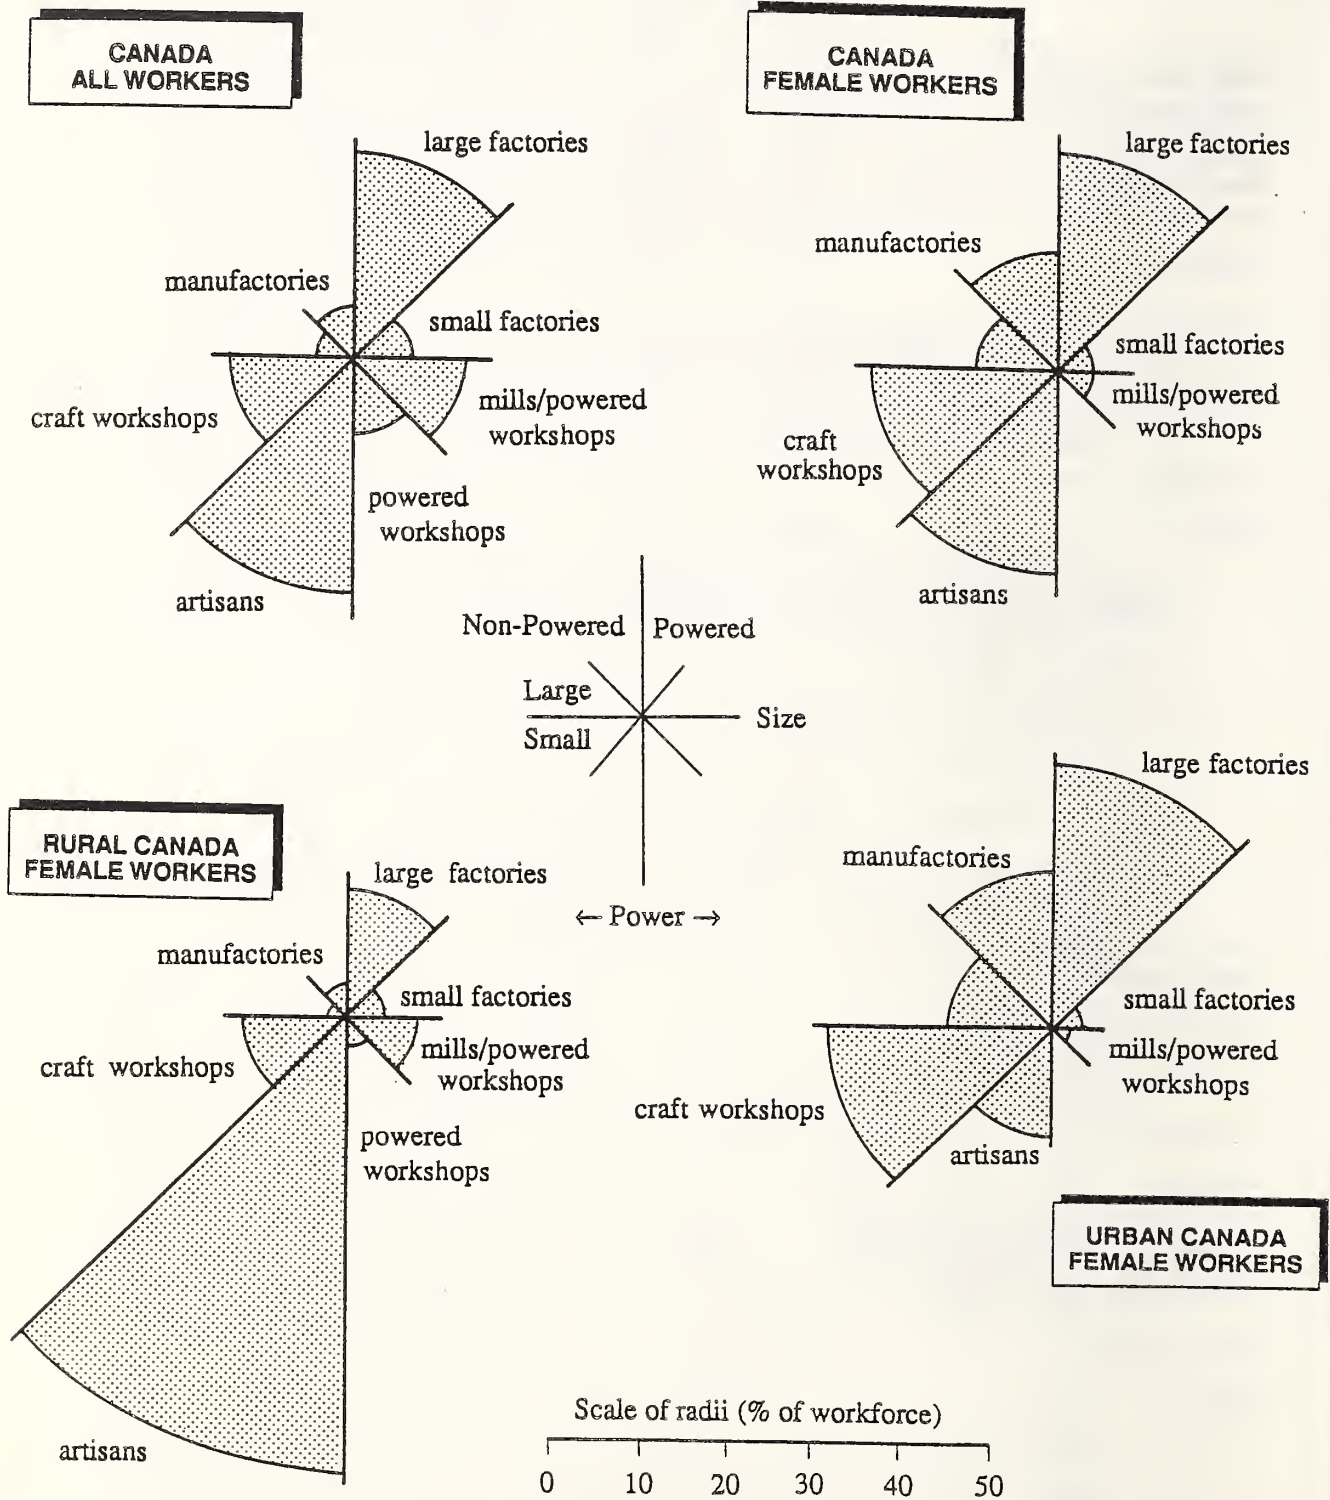 CANADA
ALL WORKERS
large factories
manufactories
small factories
craft workshops
mills/powered
workshops
powered
workshops
artisans
CANADA
FEMALE WORKERS
large factories
manufactories
small factories
mills/powered
workshops
craft
workshops
artisans
Non-Powered
Powered
Large
Small
Size
← Power →
RURAL CANADA
FEMALE WORKERS
large factories
manufactories
small factories
craft workshops
mills/powered
workshops
powered
workshops
artisans
large factories
manufactories
small factories
mills/powered
workshops
craft workshops
artisans
URBAN CANADA
FEMALE WORKERS
Scale of radii (% of workforce)
0 10 20 30 40 50